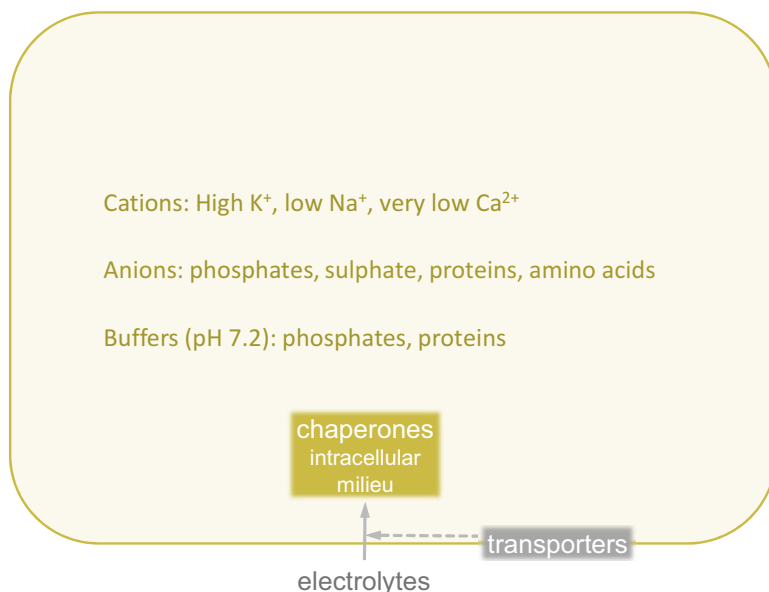 Cations: High K⁺, low Na⁺, very low Ca²⁺
Anions: phosphates, sulphate, proteins, amino acids
Buffers (pH 7.2): phosphates, proteins
chaperones
intracellular
milieu
transporters
electrolytes